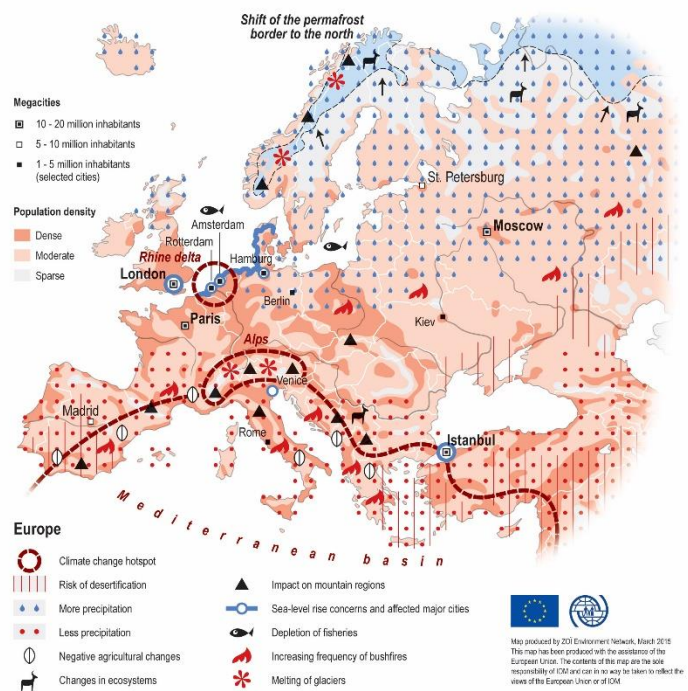 Shift of the permafrost
border to the north
Megacities
10 - 20 million inhabitants
5 - 10 million inhabitants
1 - 5 million inhabitants
(selected cities)
Population density
Dense
Moderate
Sparse
St. Petersburg
Moscow
Amsterdam
Rotterdam
Rhine delta
Hamburg
London
Berlin
Paris
Kiev
Alps
Venice
Madrid
Rome
Istanbul
Mediterranean basin
Europe
Climate change hotspot
Risk of desertification
More precipitation
Less precipitation
Negative agricultural changes
Changes in ecosystems
Impact on mountain regions
Sea-level rise concerns and affected major cities
Depletion of fisheries
Increasing frequency of bushfires
Melting of glaciers
Map produced by ZOÏ Environment Network, March 2015
This map has been produced with the assistance of the
European Union. The contents of this map are the sole
responsibility of IOM and can in no way be taken to reflect the
views of the European Union or of IOM